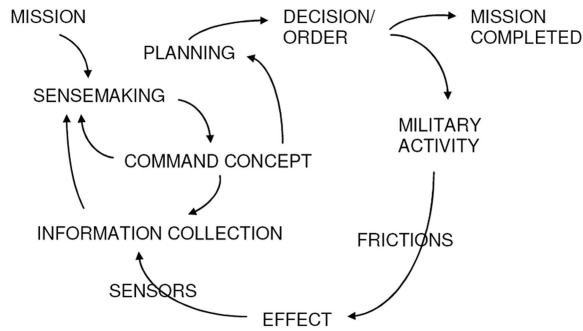 MISSION
DECISION/
ORDER
MISSION
COMPLETED
PLANNING
SENSEMAKING
MILITARY
ACTIVITY
COMMAND CONCEPT
INFORMATION COLLECTION
FRICTIONS
SENSORS
EFFECT